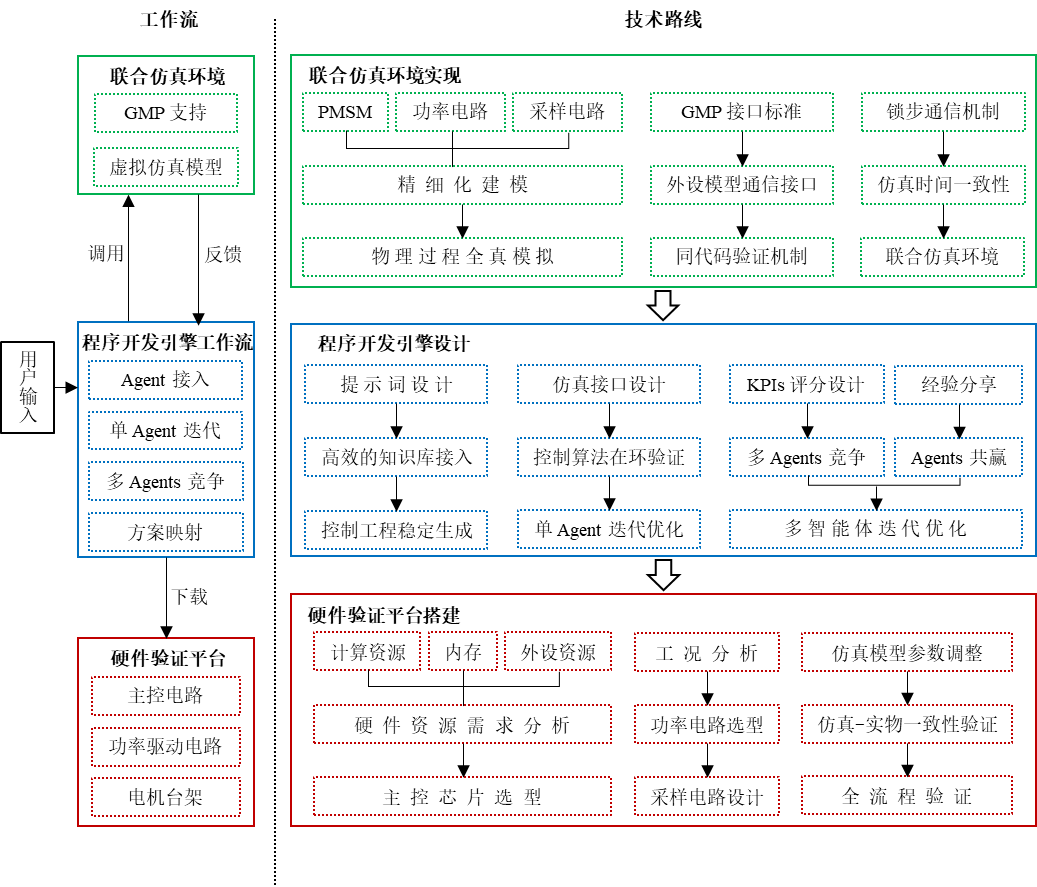 工作流
联合仿真环境
GMP 支持
虚拟仿真模型
调用
反馈
用户输入
程序开发引擎工作流
Agent 接入
单 Agent 迭代
多 Agents 竞争
方案映射
下载
硬件验证平台
主控电路
功率驱动电路
电机台架
技术路线
联合仿真环境实现
PMSM 功率电路 采样电路 GMP 接口标准 锁步通信机制
精细化建模 外设模型通信接口 仿真时间一致性
物理过程全真模拟 同代码验证机制 联合仿真环境
程序开发引擎设计
提示词设计 仿真接口设计 KPIs 评分设计 经验分享
高效的知识库接入 控制算法在环验证 多 Agents 竞争 Agents 共赢
控制工程稳定生成 单 Agent 迭代优化 多智能体迭代优化
硬件验证平台搭建
计算资源 内存 外设资源 工况分析 仿真模型参数调整
硬件资源需求分析 功率电路选型 仿真-实物一致性验证
主控芯片选型 采样电路设计 全流程验证